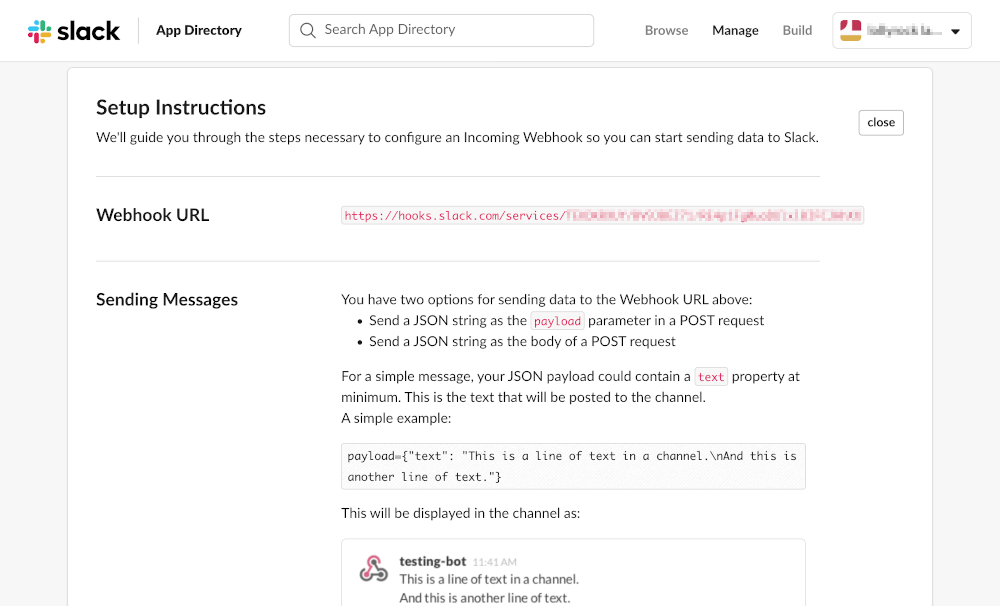 slack
App Directory
Search App Directory
Browse
Manage
Build
Setup Instructions
close
We'll guide you through the steps necessary to configure an Incoming Webhook so you can start sending data to Slack.
Webhook URL
https://hooks.slack.com/services/
Sending Messages
You have two options for sending data to the Webhook URL above:
• Send a JSON string as the payload parameter in a POST request
• Send a JSON string as the body of a POST request
For a simple message, your JSON payload could contain a text property at
minimum. This is the text that will be posted to the channel.
A simple example:
payload={"text": "This is a line of text in a channel.\nAnd this is
another line of text."}
This will be displayed in the channel as:
testing-bot 11:41 AM
This is a line of text in a channel.
And this is another line of text.